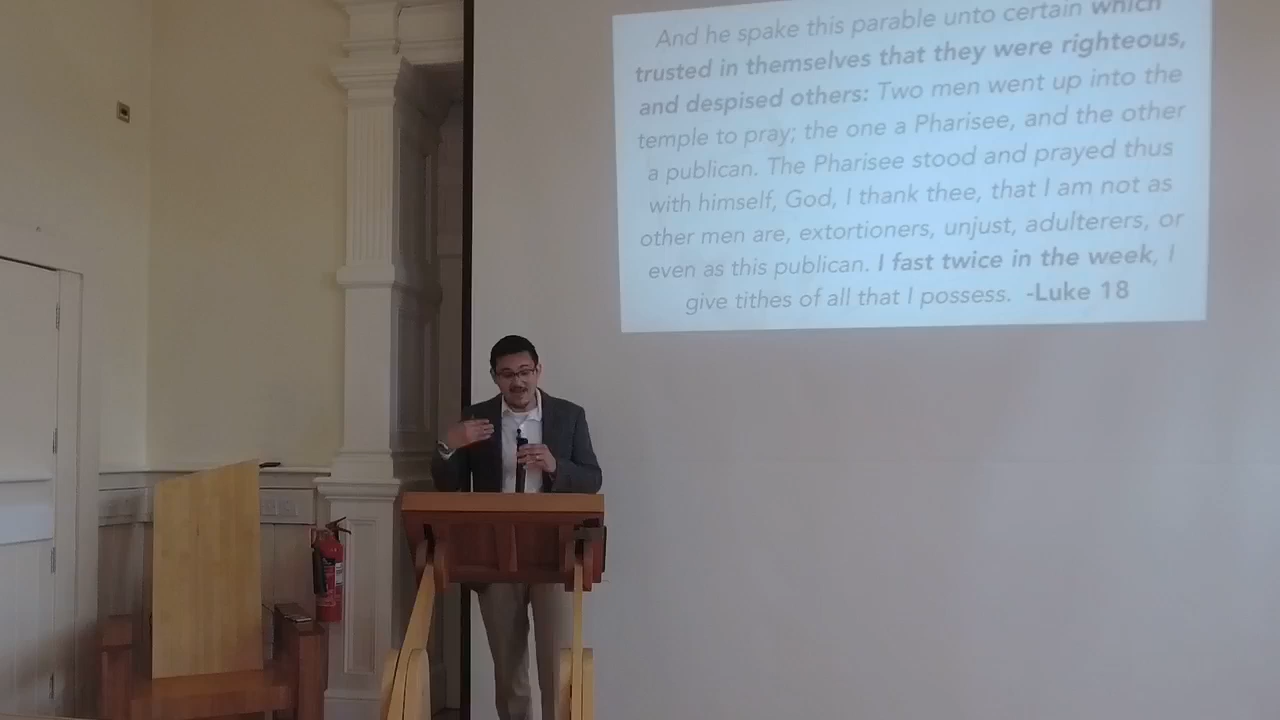 And he spake this parable unto certain which
trusted in themselves that they were righteous,
and despised others: Two men went up into the
temple to pray; the one a Pharisee, and the other
a publican. The Pharisee stood and prayed thus
with himself, God, I thank thee, that I am not as
other men are, extortioners, unjust, adulterers, or
even as this publican. I fast twice in the week, I
give tithes of all that I possess. -Luke 18